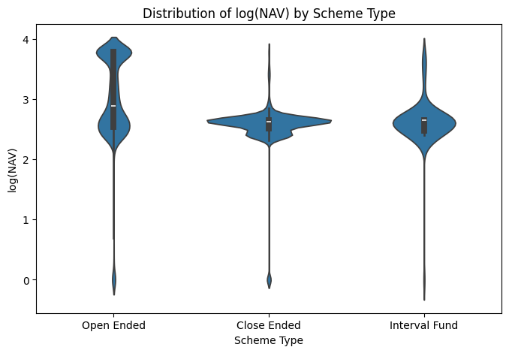 Distribution of log(NAV) by Scheme Type
log(NAV)
4
3
2
1
0
Open Ended
Close Ended
Interval Fund
Scheme Type